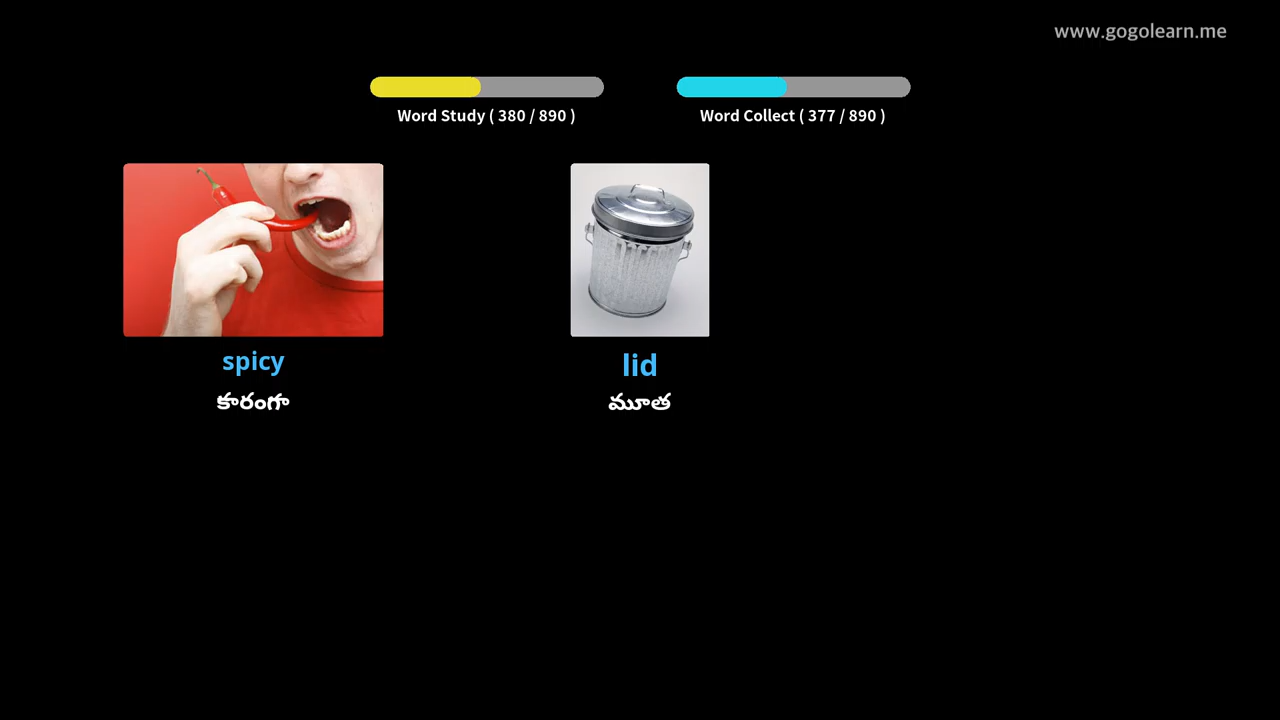 www.gogolearn.me
Word Study ( 380 / 890 )
Word Collect ( 377 / 890 )
spicy
కారంగా
lid
మూత